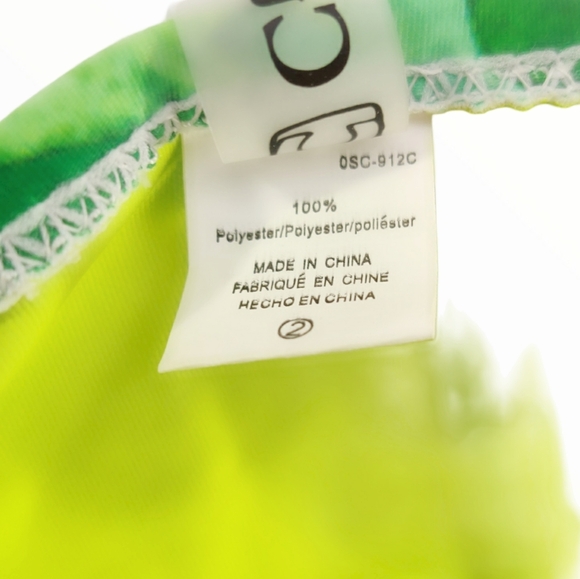 C
0SC-912C
100%
Polyester/Polyester/poliéster
MADE IN CHINA
FABRIQUÉ EN CHINE
HECHO EN CHINA
2